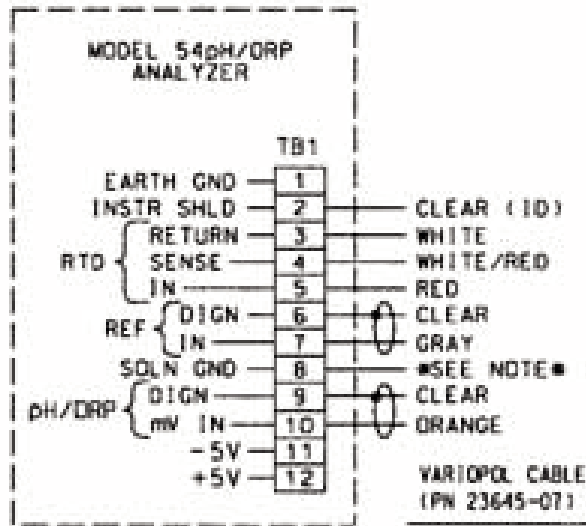 MODEL 54pH/ORP
ANALYZER
TB1
EARTH GND 1
INSTR SHLD 2 CLEAR (ID)
RTD
RETURN 3 WHITE
SENSE 4 WHITE/RED
IN 5 RED
REF
DIGN 6 CLEAR
IN 7 GRAY
SOLN GND 8 *SEE NOTE*
pH/ORP
DIGN 9 CLEAR
mV IN 10 ORANGE
-5V 11
+5V 12
VARIOPOL CABLE
(PN 23645-07)